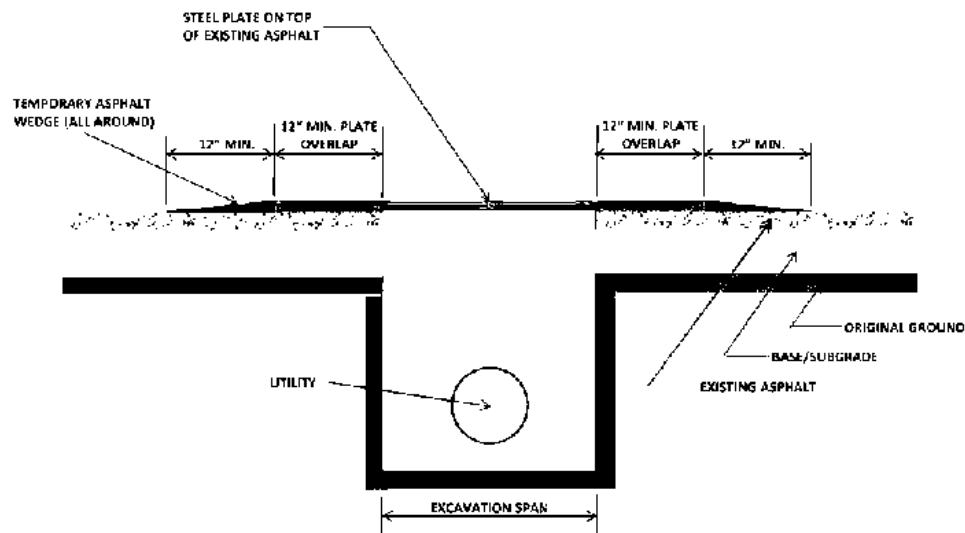 STEEL PLATE ON TOP
OF EXISTING ASPHALT
TEMPORARY ASPHALT
WEDGE (ALL AROUND)
12" MIN.
12" MIN. PLATE
OVERLAP
12" MIN. PLATE
OVERLAP
12" MIN.
ORIGINAL GROUND
BASE/SUBGRADE
EXISTING ASPHALT
UTILITY
EXCAVATION SPAN